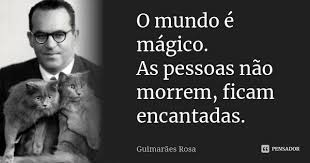 O mundo é
mágico.
As pessoas não
morrem, ficam
encantadas.
Guimarães Rosa
PENSADOR